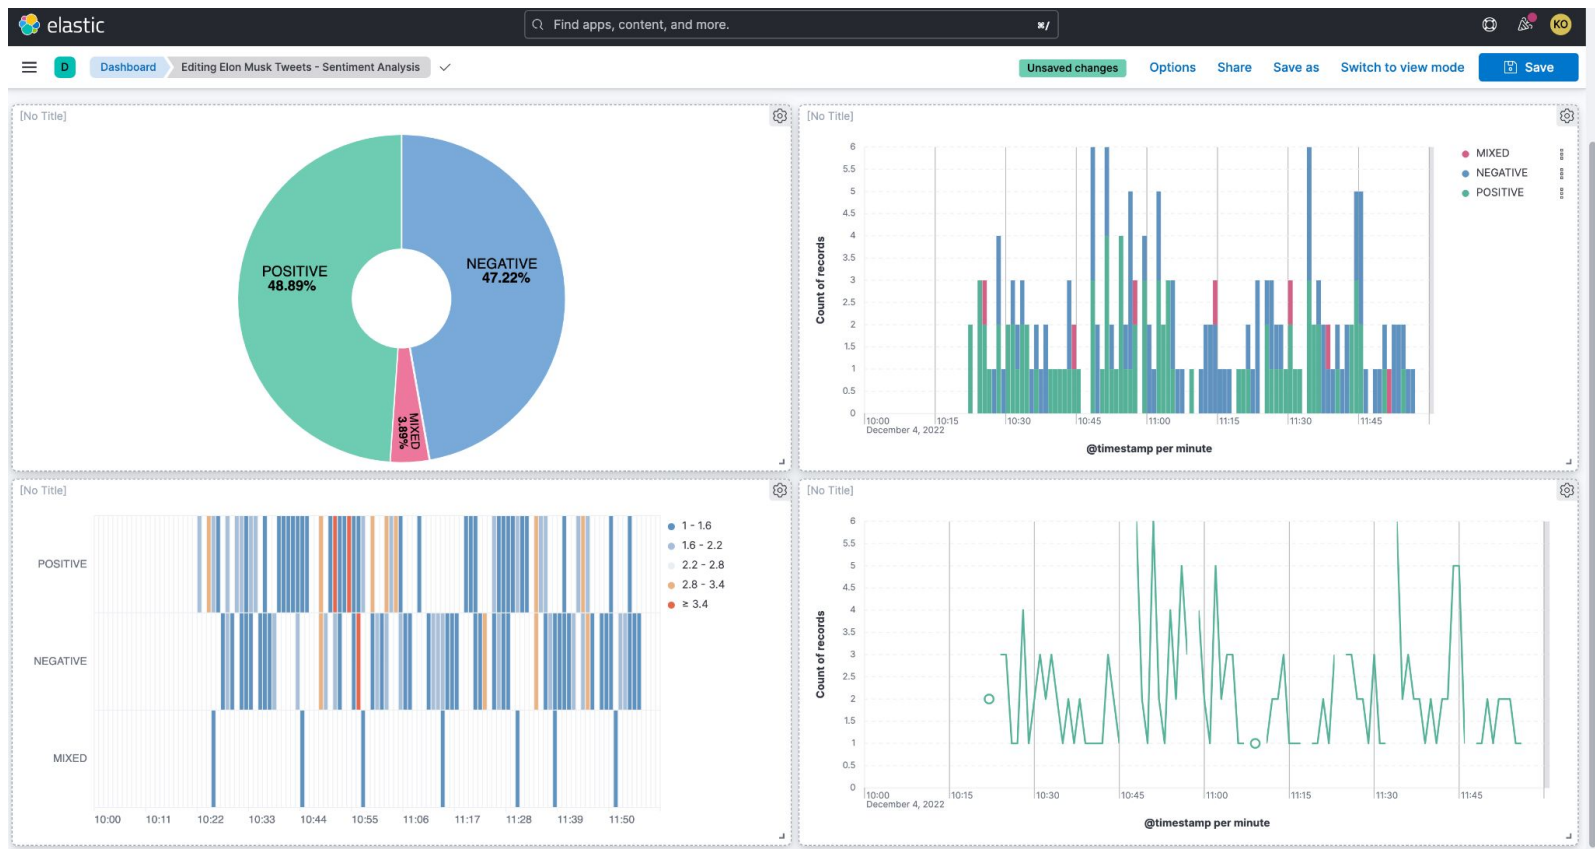 elastic
Find apps, content, and more.
⌘/
KO
D
Dashboard
Editing Elon Musk Tweets - Sentiment Analysis
Unsaved changes
Options
Share
Save as
Switch to view mode
Save
[No Title]
POSITIVE
48.89%
NEGATIVE
47.22%
MIXED
3.89%
[No Title]
Count of records
6
5.5
5
4.5
4
3.5
3
2.5
2
1.5
1
0.5
0
10:00
10:15
10:30
10:45
11:00
11:15
11:30
11:45
December 4, 2022
@timestamp per minute
MIXED
NEGATIVE
POSITIVE
[No Title]
POSITIVE
NEGATIVE
MIXED
10:00
10:11
10:22
10:33
10:44
10:55
11:06
11:17
11:28
11:39
11:50
1 - 1.6
1.6 - 2.2
2.2 - 2.8
2.8 - 3.4
≥ 3.4
[No Title]
Count of records
6
5.5
5
4.5
4
3.5
3
2.5
2
1.5
1
0.5
0
10:00
10:15
10:30
10:45
11:00
11:15
11:30
11:45
December 4, 2022
@timestamp per minute